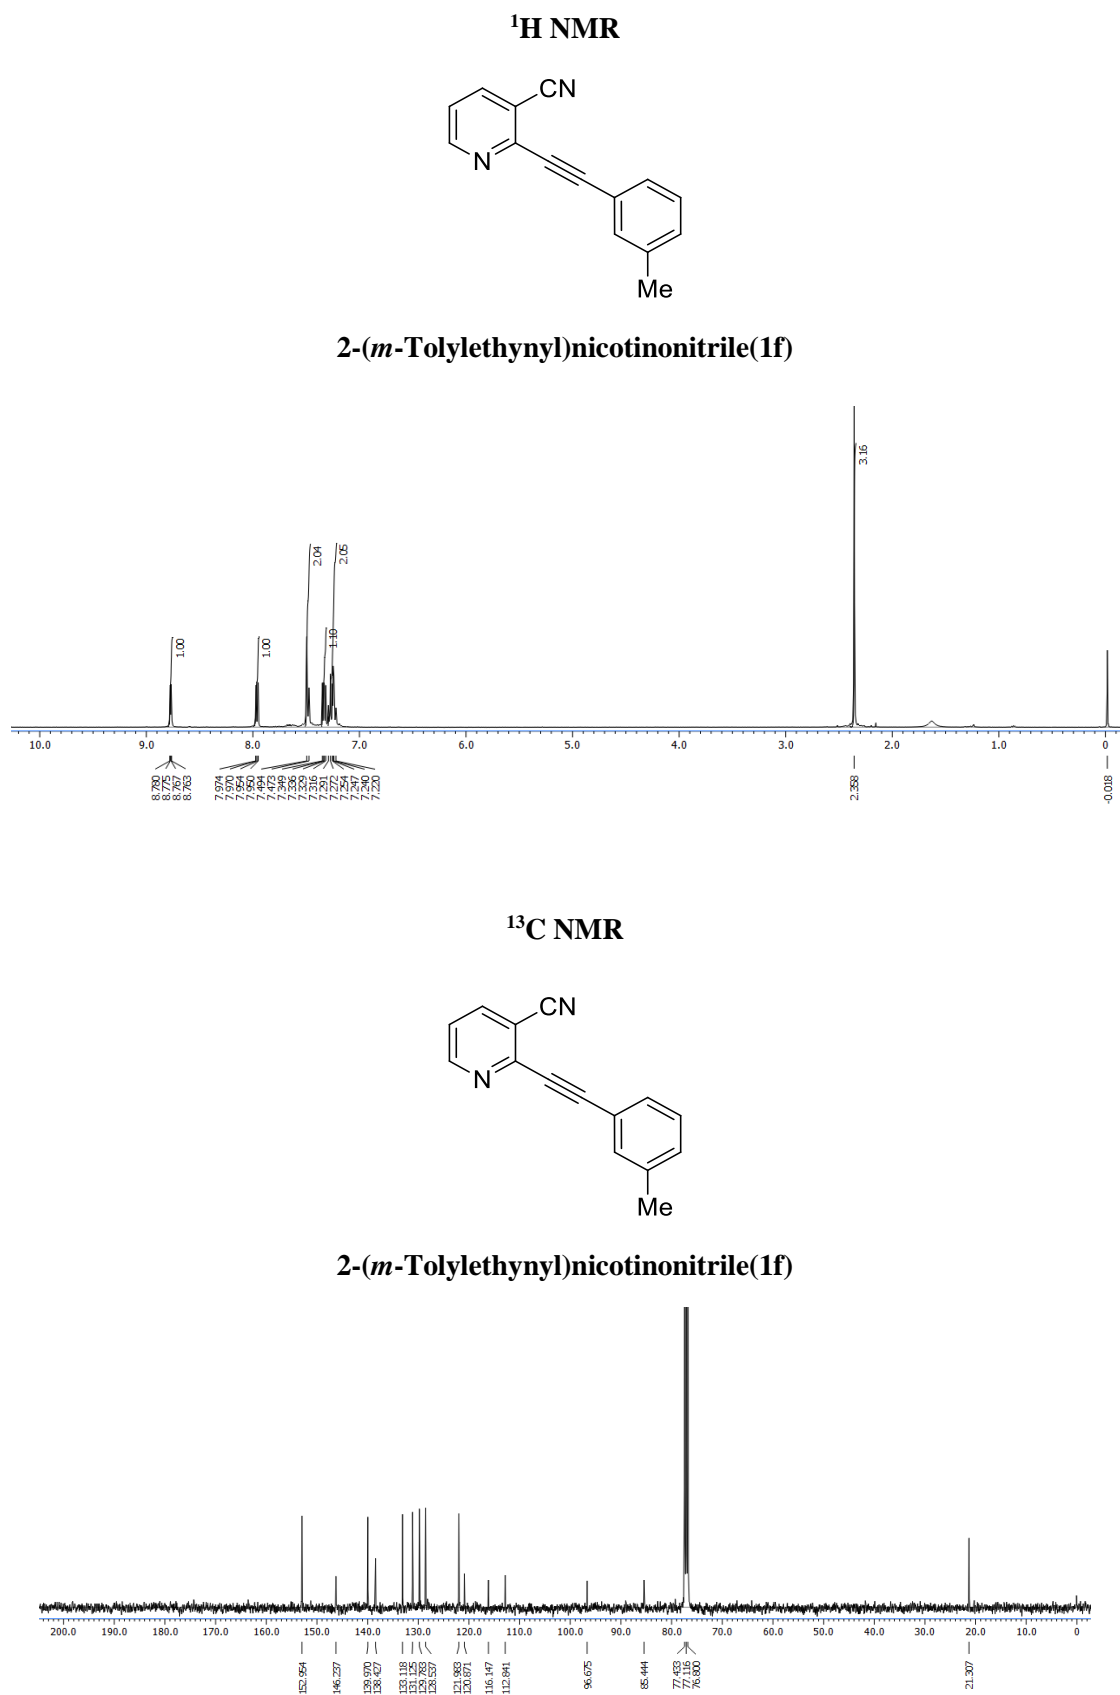 ¹H NMR
CN
N
Me
2-(m-Tolylethynyl)nicotinonitrile(1f)
3.16
2.04
2.05
1.10
1.00
1.00
10.0 9.0 8.0 7.0 6.0 5.0 4.0 3.0 2.0 1.0 0
8.780 8.775 8.767 8.763 7.974 7.970 7.954 7.950 7.494 7.473 7.349 7.336 7.329 7.316 7.291 7.272 7.254 7.247 7.240 7.220 2.358 -0.018
¹³C NMR
CN
N
Me
2-(m-Tolylethynyl)nicotinonitrile(1f)
200.0 190.0 180.0 170.0 160.0 150.0 140.0 130.0 120.0 110.0 100.0 90.0 80.0 70.0 60.0 50.0 40.0 30.0 20.0 10.0 0
152.954 146.237 139.970 138.427 133.118 131.125 129.783 128.537 121.983 120.871 116.147 112.841 96.675 85.444 77.433 77.116 76.800 21.307